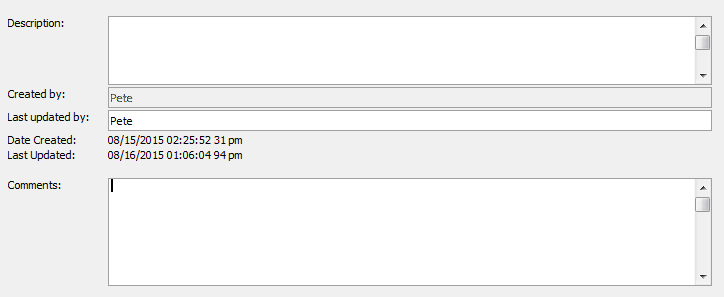 Description:
Created by: Pete
Last updated by: Pete
Date Created: 08/15/2015 02:25:52 31 pm
Last Updated: 08/16/2015 01:06:04 94 pm
Comments: